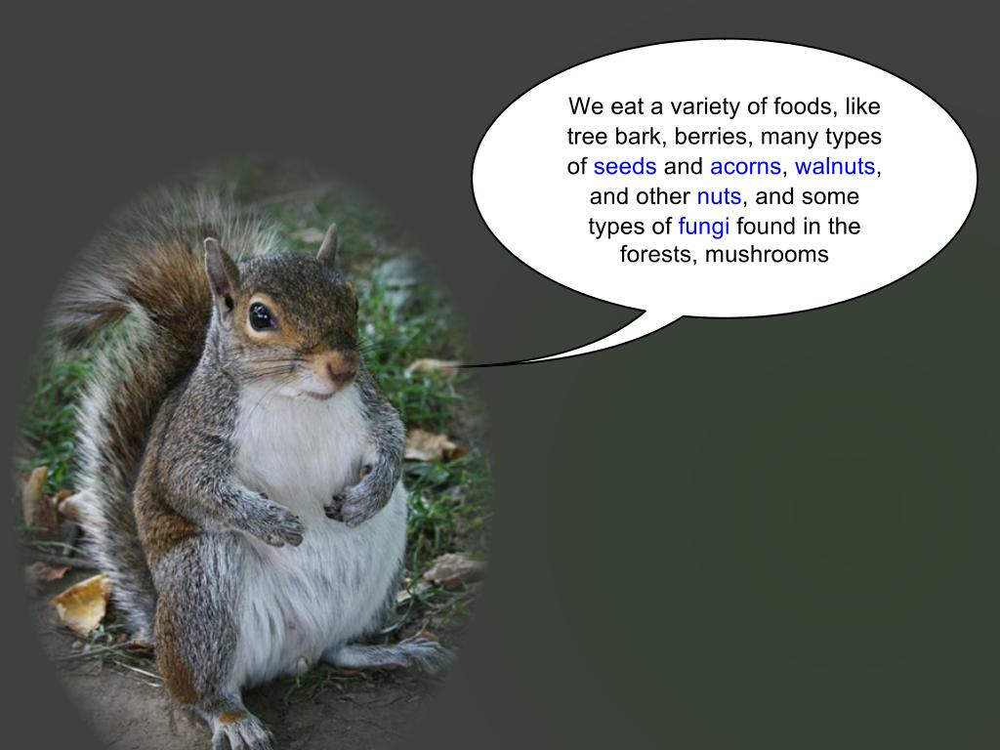 We eat a variety of foods, like
tree bark, berries, many types
of seeds and acorns, walnuts,
and other nuts, and some
types of fungi found in the
forests, mushrooms